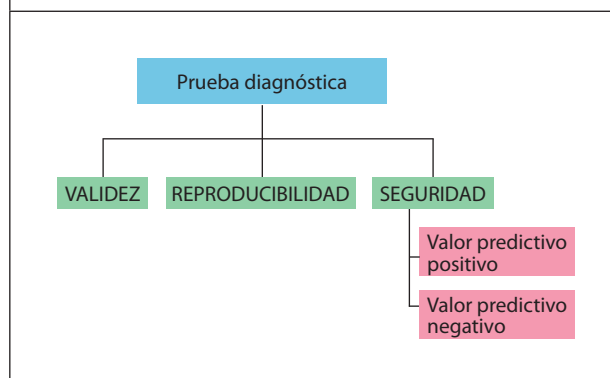 Prueba diagnóstica
VALIDEZ
REPRODUCIBILIDAD
SEGURIDAD
Valor predictivo
positivo
Valor predictivo
negativo